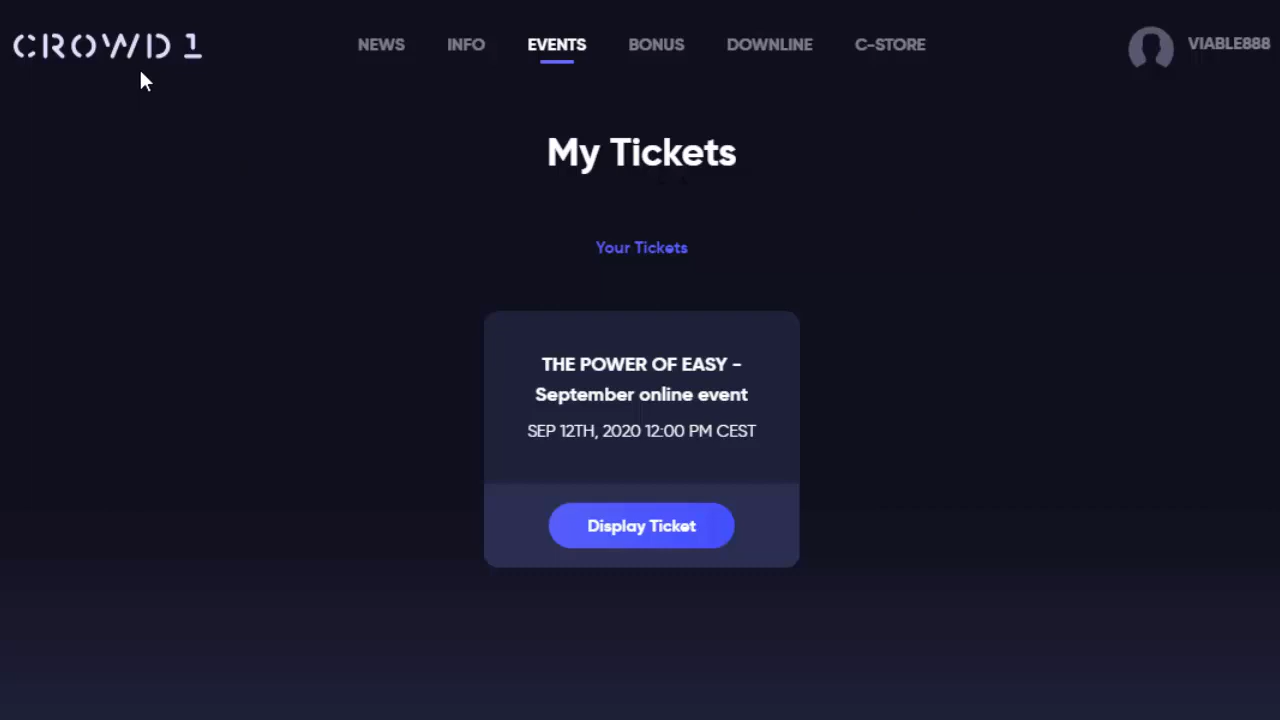 CROWD 1
NEWS INFO EVENTS BONUS DOWNLINE C-STORE VIABLE888
My Tickets
Your Tickets
THE POWER OF EASY -
September online event
SEP 12TH, 2020 12:00 PM CEST
Display Ticket